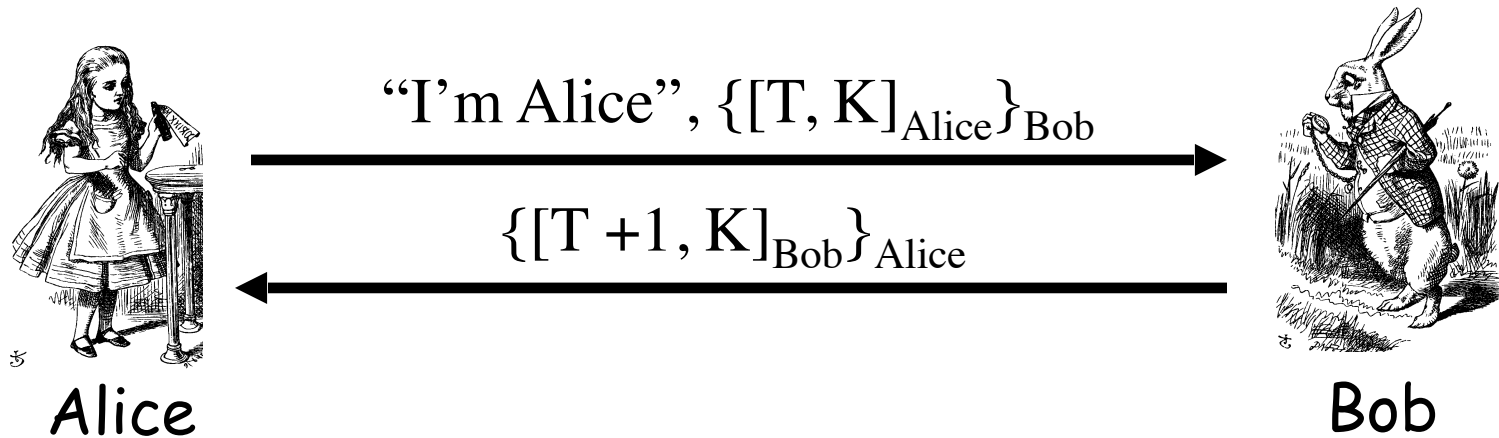 “I’m Alice”, {[T, K]Alice}Bob
{[T +1, K]Bob}Alice
Alice
Bob